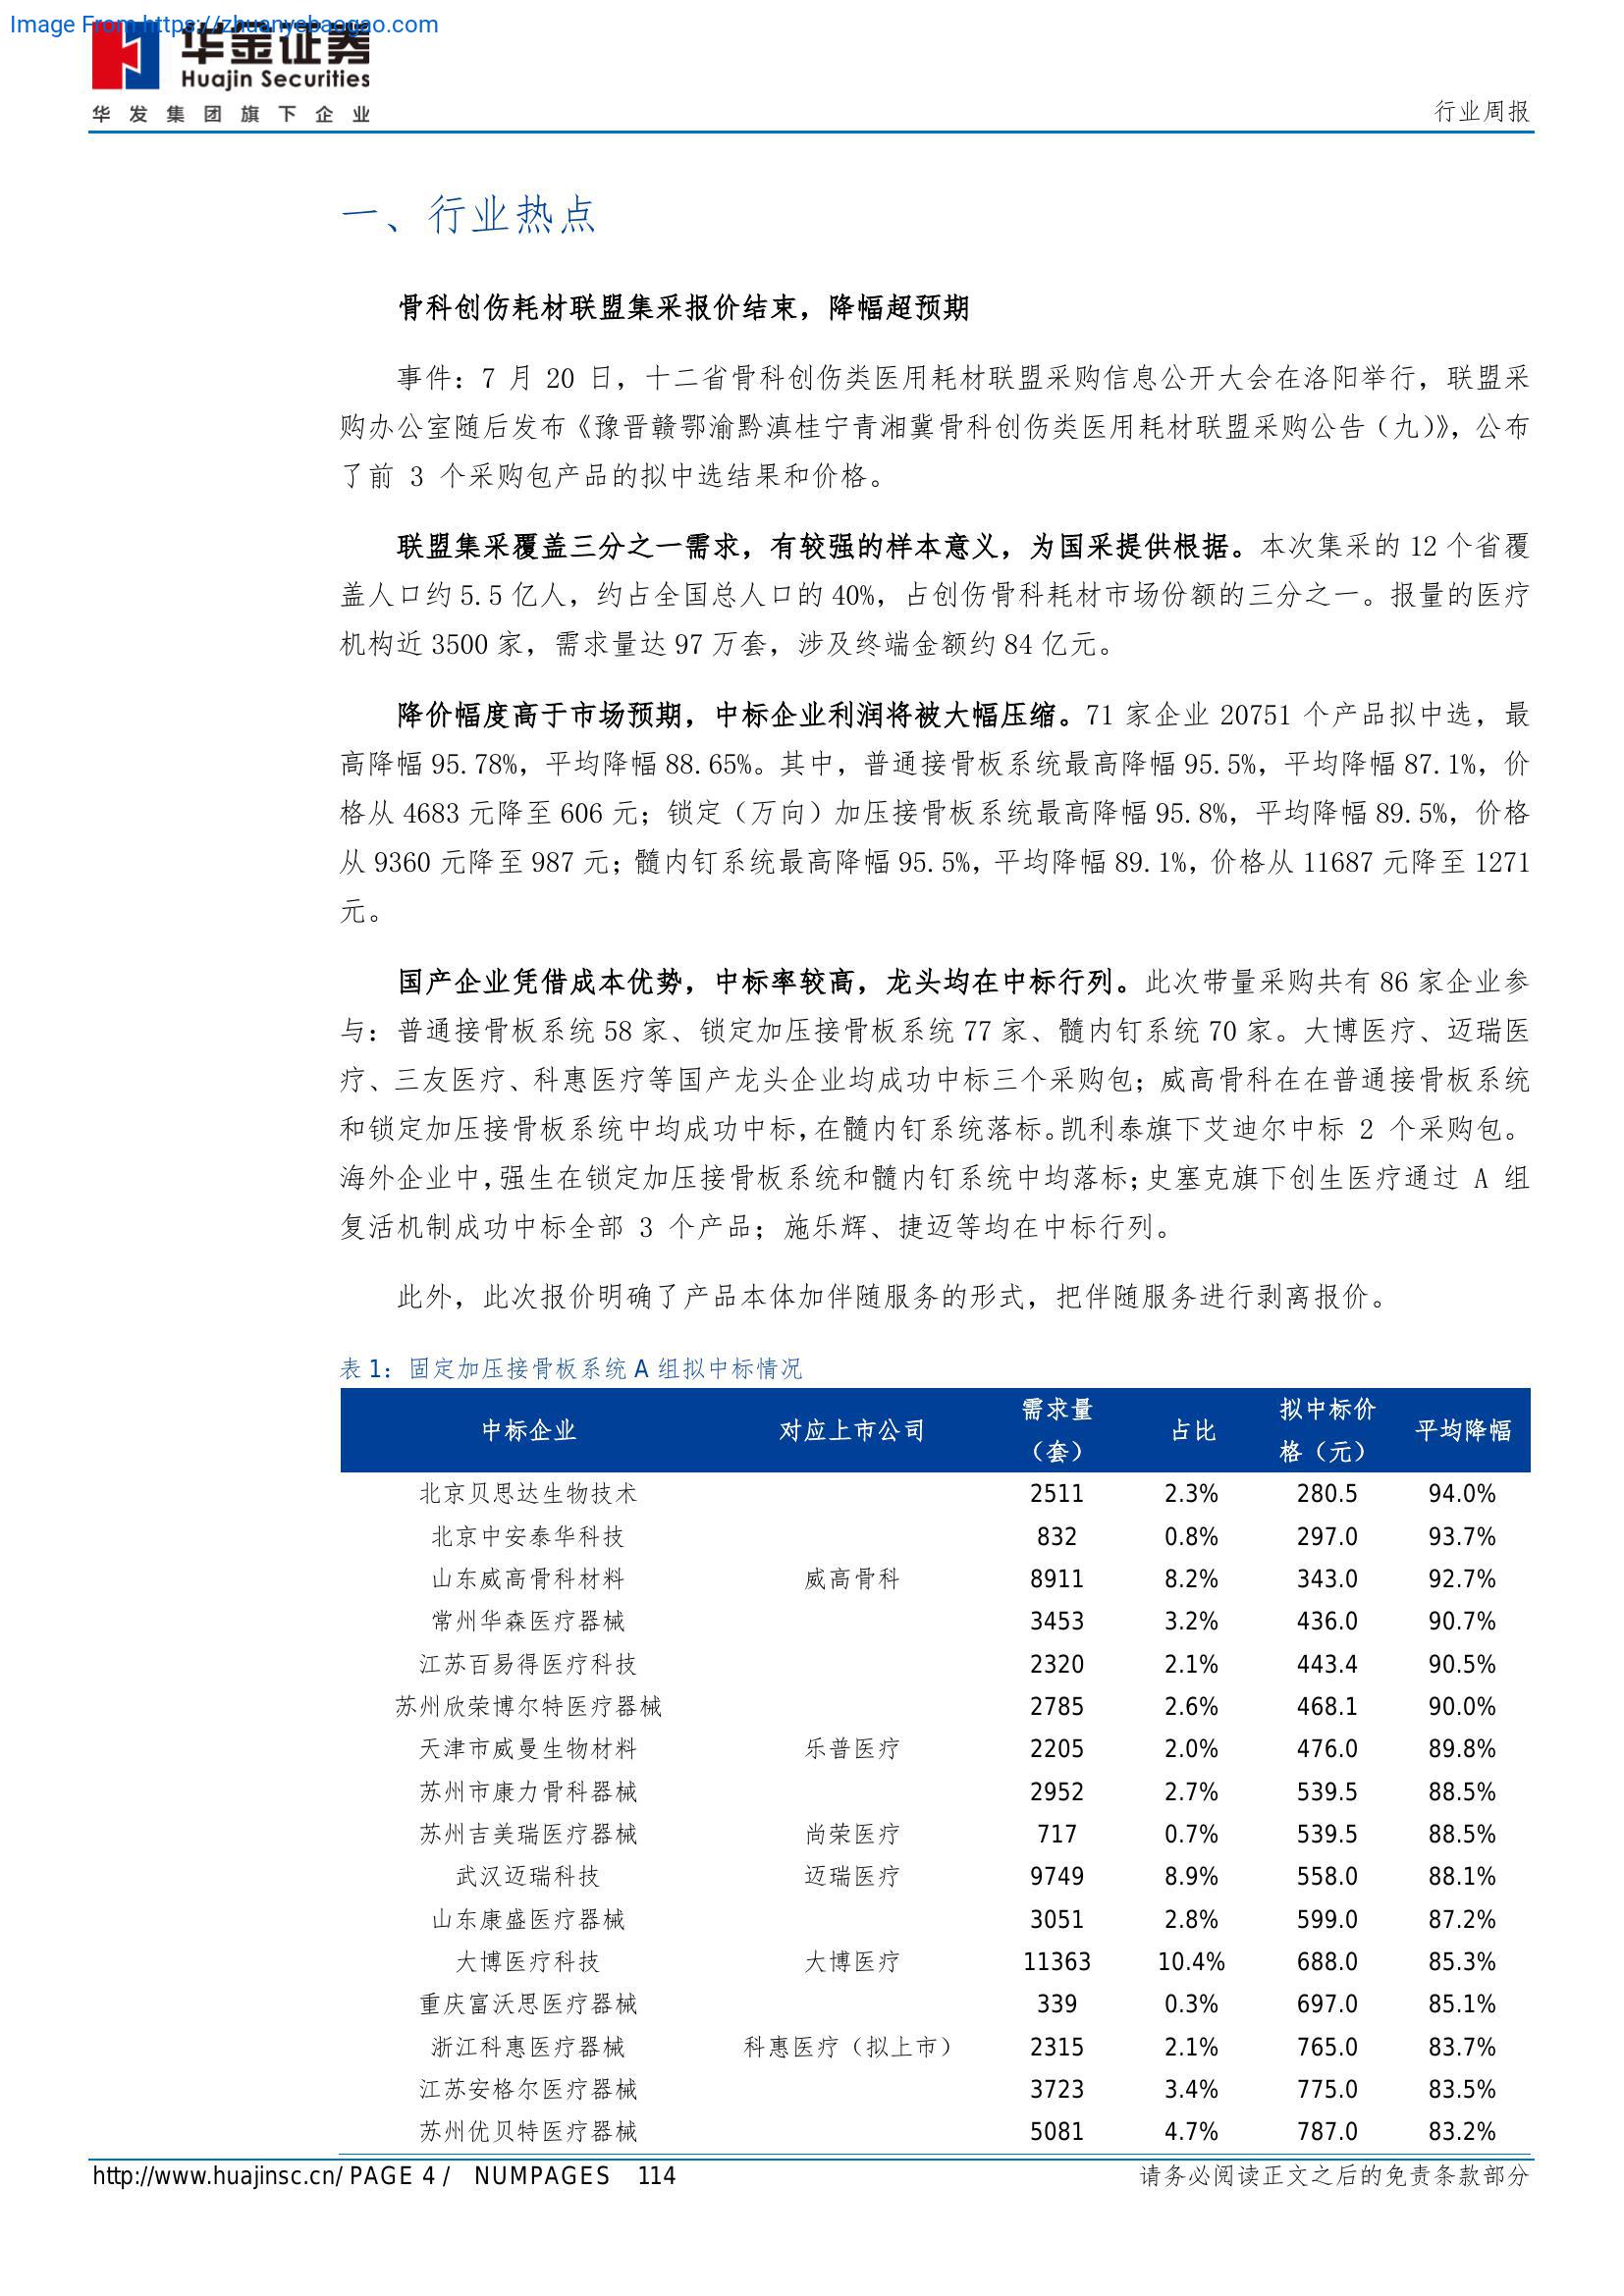 Image From https://zhuanyebaogao.com
华金证券
Huajin Securities
华发集团旗下企业
行业周报
一、行业热点
骨科创伤耗材联盟集采报价结束，降幅超预期
事件：7 月 20 日，十二省骨科创伤类医用耗材联盟采购信息公开大会在洛阳举行，联盟采
购办公室随后发布《豫晋赣鄂渝黔滇桂宁青湘冀骨科创伤类医用耗材联盟采购公告（九）》，公布
了前 3 个采购包产品的拟中选结果和价格。
联盟集采覆盖三分之一需求，有较强的样本意义，为国采提供根据。本次集采的 12 个省覆
盖人口约 5.5 亿人，约占全国总人口的 40%，占创伤骨科耗材市场份额的三分之一。报量的医疗
机构近 3500 家，需求量达 97 万套，涉及终端金额约 84 亿元。
降价幅度高于市场预期，中标企业利润将被大幅压缩。71 家企业 20751 个产品拟中选，最
高降幅 95.78%，平均降幅 88.65%。其中，普通接骨板系统最高降幅 95.5%，平均降幅 87.1%，价
格从 4683 元降至 606 元；锁定（万向）加压接骨板系统最高降幅 95.8%，平均降幅 89.5%，价格
从 9360 元降至 987 元；髓内钉系统最高降幅 95.5%，平均降幅 89.1%，价格从 11687 元降至 1271
元。
国产企业凭借成本优势，中标率较高，龙头均在中标行列。此次带量采购共有 86 家企业参
与：普通接骨板系统 58 家、锁定加压接骨板系统 77 家、髓内钉系统 70 家。大博医疗、迈瑞医
疗、三友医疗、科惠医疗等国产龙头企业均成功中标三个采购包；威高骨科在在普通接骨板系统
和锁定加压接骨板系统中均成功中标，在髓内钉系统落标。凯利泰旗下艾迪尔中标 2 个采购包。
海外企业中，强生在锁定加压接骨板系统和髓内钉系统中均落标；史塞克旗下创生医疗通过 A 组
复活机制成功中标全部 3 个产品；施乐辉、捷迈等均在中标行列。
此外，此次报价明确了产品本体加伴随服务的形式，把伴随服务进行剥离报价。
表 1：固定加压接骨板系统 A 组拟中标情况
中标企业 对应上市公司 需求量（套） 占比 拟中标价格（元） 平均降幅
北京贝思达生物技术 2511 2.3% 280.5 94.0%
北京中安泰华科技 832 0.8% 297.0 93.7%
山东威高骨科材料 威高骨科 8911 8.2% 343.0 92.7%
常州华森医疗器械 3453 3.2% 436.0 90.7%
江苏百易得医疗科技 2320 2.1% 443.4 90.5%
苏州欣荣博尔特医疗器械 2785 2.6% 468.1 90.0%
天津市威曼生物材料 乐普医疗 2205 2.0% 476.0 89.8%
苏州市康力骨科器械 2952 2.7% 539.5 88.5%
苏州吉美瑞医疗器械 尚荣医疗 717 0.7% 539.5 88.5%
武汉迈瑞科技 迈瑞医疗 9749 8.9% 558.0 88.1%
山东康盛医疗器械 3051 2.8% 599.0 87.2%
大博医疗科技 大博医疗 11363 10.4% 688.0 85.3%
重庆富沃思医疗器械 339 0.3% 697.0 85.1%
浙江科惠医疗器械 科惠医疗（拟上市） 2315 2.1% 765.0 83.7%
江苏安格尔医疗器械 3723 3.4% 775.0 83.5%
苏州优贝特医疗器械 5081 4.7% 787.0 83.2%
http://www.huajinsc.cn/ PAGE 4 / NUMPAGES 114
请务必阅读正文之后的免责条款部分